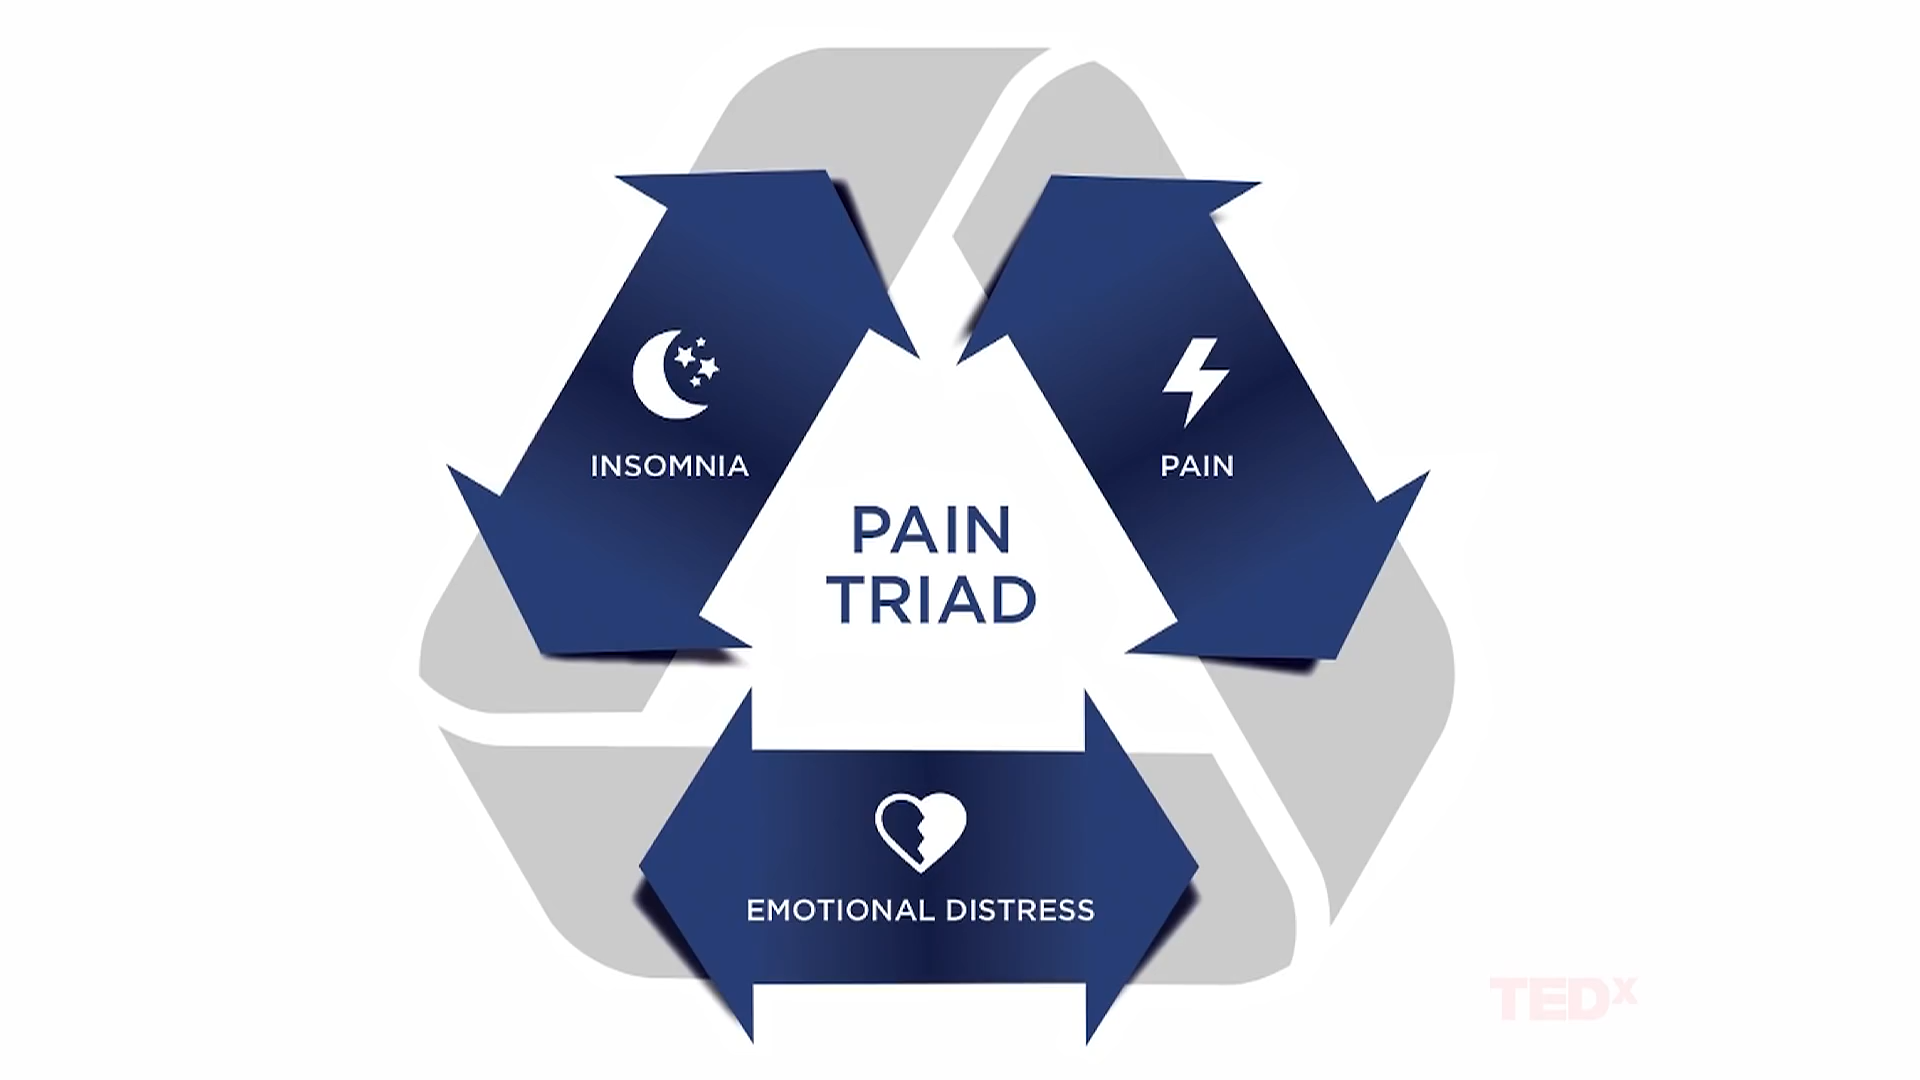 INSOMNIA
PAIN
PAIN
TRIAD
EMOTIONAL DISTRESS
TEDx